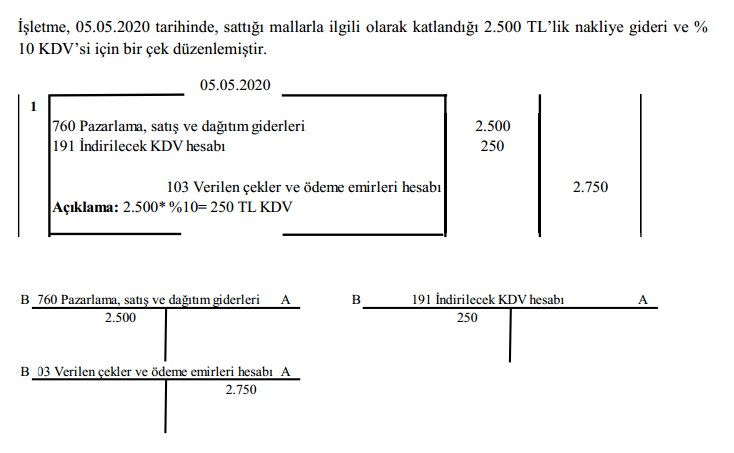 İşletme, 05.05.2020 tarihinde, sattığı mallarla ilgili olarak katlandığı 2.500 TL’lik nakliye gideri ve %
10 KDV’si için bir çek düzenlemiştir.
05.05.2020
1
760 Pazarlama, satış ve dağıtım giderleri 2.500
191 İndirilecek KDV hesabı 250
103 Verilen çekler ve ödeme emirleri hesabı 2.750
Açıklama: 2.500* %10= 250 TL KDV
B 760 Pazarlama, satış ve dağıtım giderleri A B 191 İndirilecek KDV hesabı A
2.500 250
B 03 Verilen çekler ve ödeme emirleri hesabı A
2.750